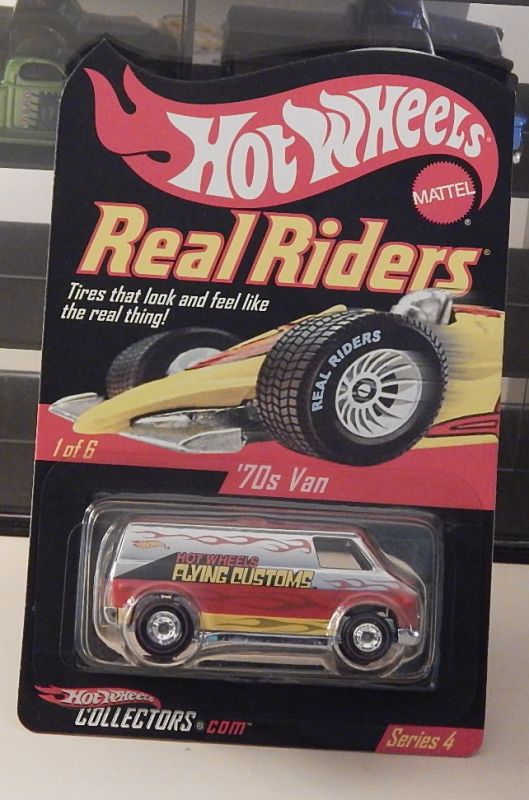 Hot Wheels®
MATTEL
Real Riders®
Tires that look and feel like
the real thing!
REAL RIDERS
1 of 6
'70s Van
HOT WHEELS
FLYING CUSTOMS
Hot Wheels
COLLECTORS.com™
Series 4